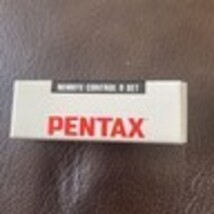 REMOTE CONTROL R SET
PENTAX